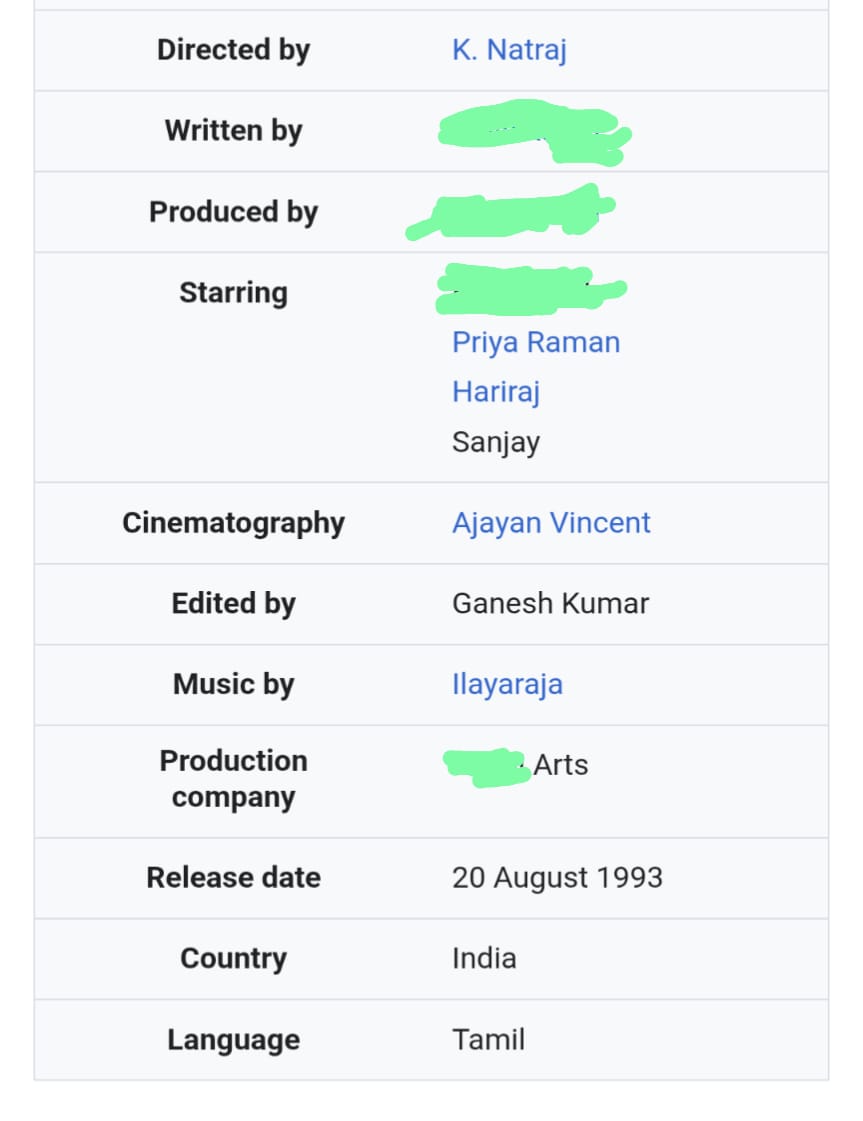 Directed by K. Natraj
Written by
Produced by
Starring
Priya Raman
Hariraj
Sanjay
Cinematography Ajayan Vincent
Edited by Ganesh Kumar
Music by Ilayaraja
Production
company
Arts
Release date 20 August 1993
Country India
Language Tamil